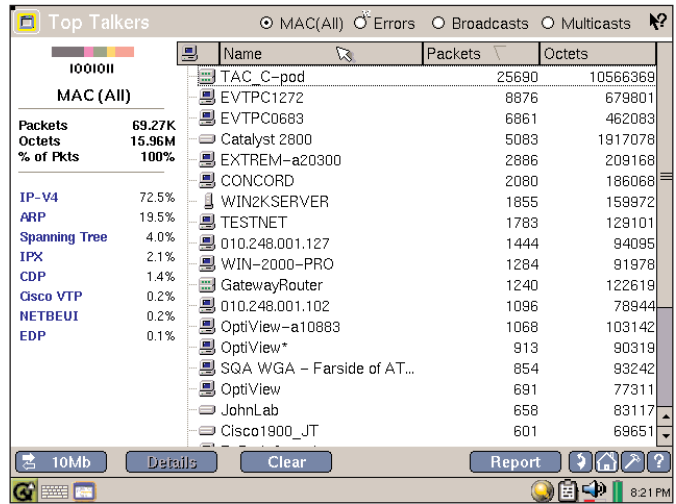 Top Talkers MAC(All) Errors Broadcasts Multicasts
Name Packets Octets
1001011
MAC (All)
Packets 69.27K
Octets 15.96M
% of Pkts 100%
IP-V4 72.5%
ARP 19.5%
Spanning Tree 4.0%
IPX 2.1%
CDP 1.4%
Cisco VTP 0.2%
NETBEUI 0.2%
EDP 0.1%
TAC_C-pod 25690 10566369
EVTPC1272 8876 679801
EVTPC0683 6861 462083
Catalyst 2800 5083 1917078
EXTREM-a20300 2886 209168
CONCORD 2080 186068
WIN2KSERVER 1855 159972
TESTNET 1783 129101
010.248.001.127 1444 94095
WIN-2000-PRO 1284 91978
GatewayRouter 1240 122619
010.248.001.102 1096 78944
OptiView-a10883 1068 103142
OptiView* 913 90319
SQA WGA - Farside of AT... 854 93242
OptiView 691 77311
JohnLab 658 83117
Cisco1900_JT 601 69651
10Mb Details Clear Report ?
8:21 PM